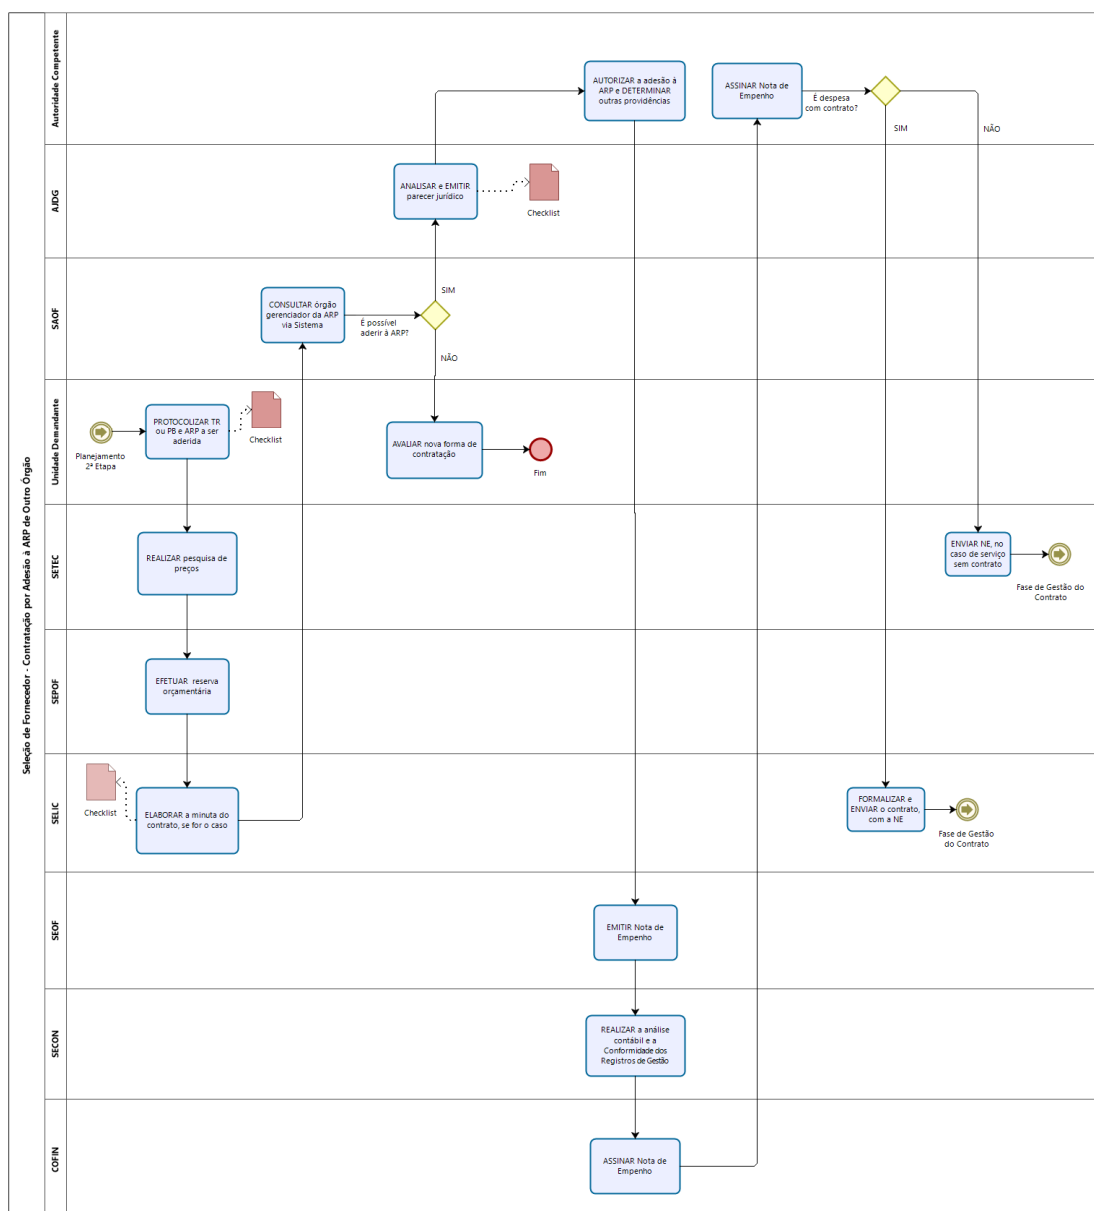 Seleção de Fornecedor - Contratação por Adesão à ARP de Outro Órgão
Autoridade Competente
AUTORIZAR a adesão à
ARP e DETERMINAR
outras providências
ASSINAR Nota de
Empenho
É despesa
com contrato?
SIM
NÃO
AJDG
ANALISAR e EMITIR
parecer jurídico
Checklist
SAOF
CONSULTAR órgão
gerenciador da ARP
via Sistema
É possível
aderir à ARP?
SIM
NÃO
Unidade Demandante
Planejamento
2ª Etapa
PROTOCOLIZAR TR
ou PB e ARP a ser
aderida
Checklist
AVALIAR nova forma de
contratação
Fim
SETEC
REALIZAR pesquisa de
preços
ENVIAR NE, no
caso de serviço
sem contrato
Fase de Gestão do
Contrato
SEPOF
EFETUAR reserva
orçamentária
SELIC
Checklist
ELABORAR a minuta do
contrato, se for o caso
FORMALIZAR e
ENVIAR o contrato,
com a NE
Fase de Gestão
do Contrato
SEOF
EMITIR Nota de
Empenho
SECON
REALIZAR a análise
contábil e a
Conformidade dos
Registros de Gestão
COFIN
ASSINAR Nota de
Empenho